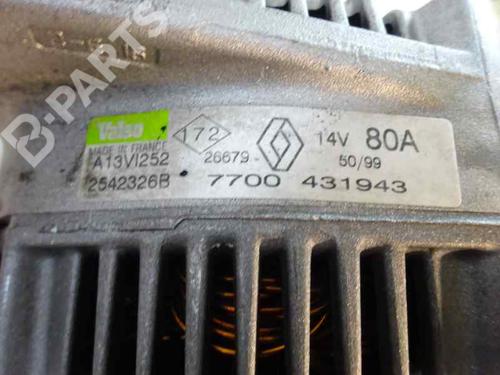 B-PARTS
Valeo
MADE IN FRANCE
172
14V 80A
A13VI252
26679
50/99
2542326B
7700 431943